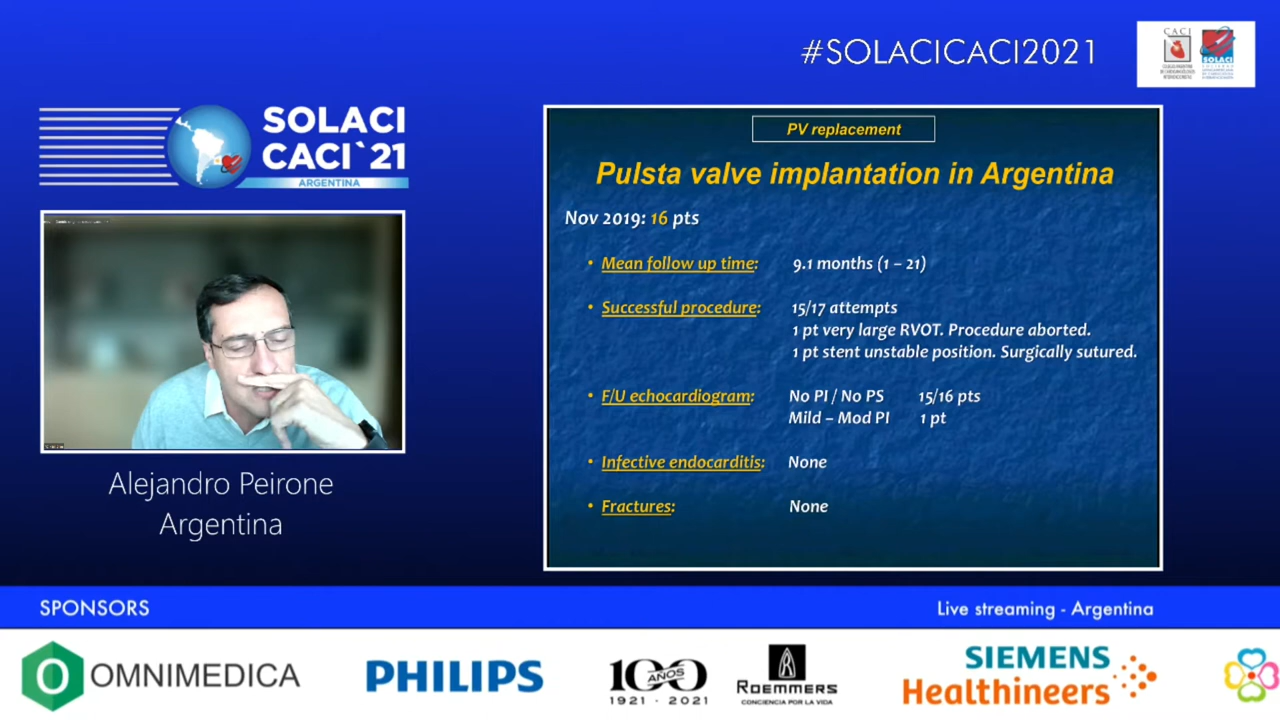 #SOLACICACI2021
CACI
SOLACI
SOLACI
CACI`21
ARGENTINA
PV replacement
Pulsta valve implantation in Argentina
Nov 2019: 16 pts
• Mean follow up time: 9.1 months (1 – 21)
• Successful procedure: 15/17 attempts
1 pt very large RVOT. Procedure aborted.
1 pt stent unstable position. Surgically sutured.
• F/U echocardiogram: No PI / No PS 15/16 pts
Mild – Mod PI 1 pt
• Infective endocarditis: None
• Fractures: None
Alejandro Peirone
Argentina
SPONSORS
Live streaming - Argentina
OMNIMEDICA
PHILIPS
100
AÑOS
1921 - 2021
ROEMMERS
CONCIENCIA POR LA VIDA
SIEMENS
Healthineers